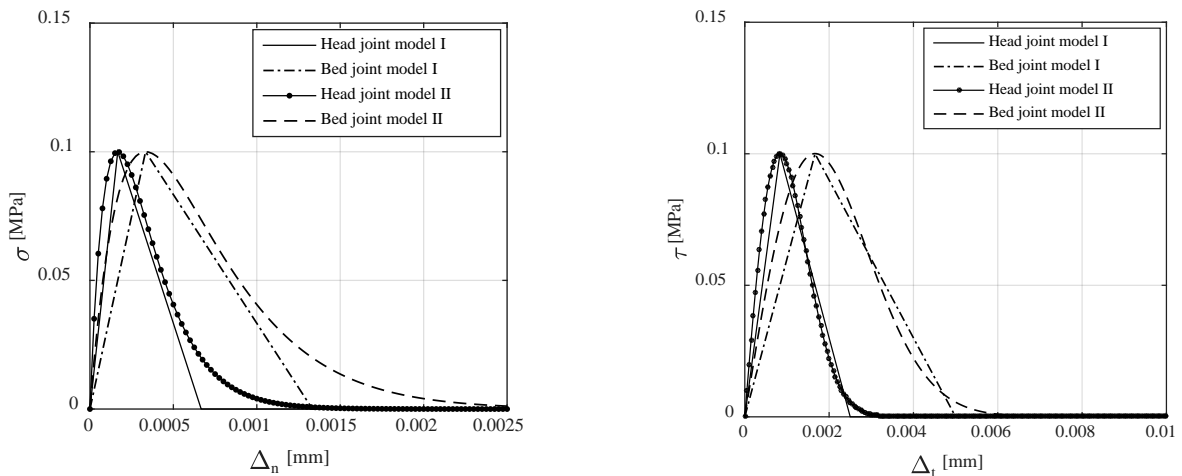 0.15
Head joint model I
Bed joint model I
Head joint model II
Bed joint model II
0.1
σ [MPa]
0.05
0
0 0.0005 0.001 0.0015 0.002 0.0025
Δn [mm]
0.15
Head joint model I
Bed joint model I
Head joint model II
Bed joint model II
0.1
τ [MPa]
0.05
0
0 0.002 0.004 0.006 0.008 0.01
Δt [mm]